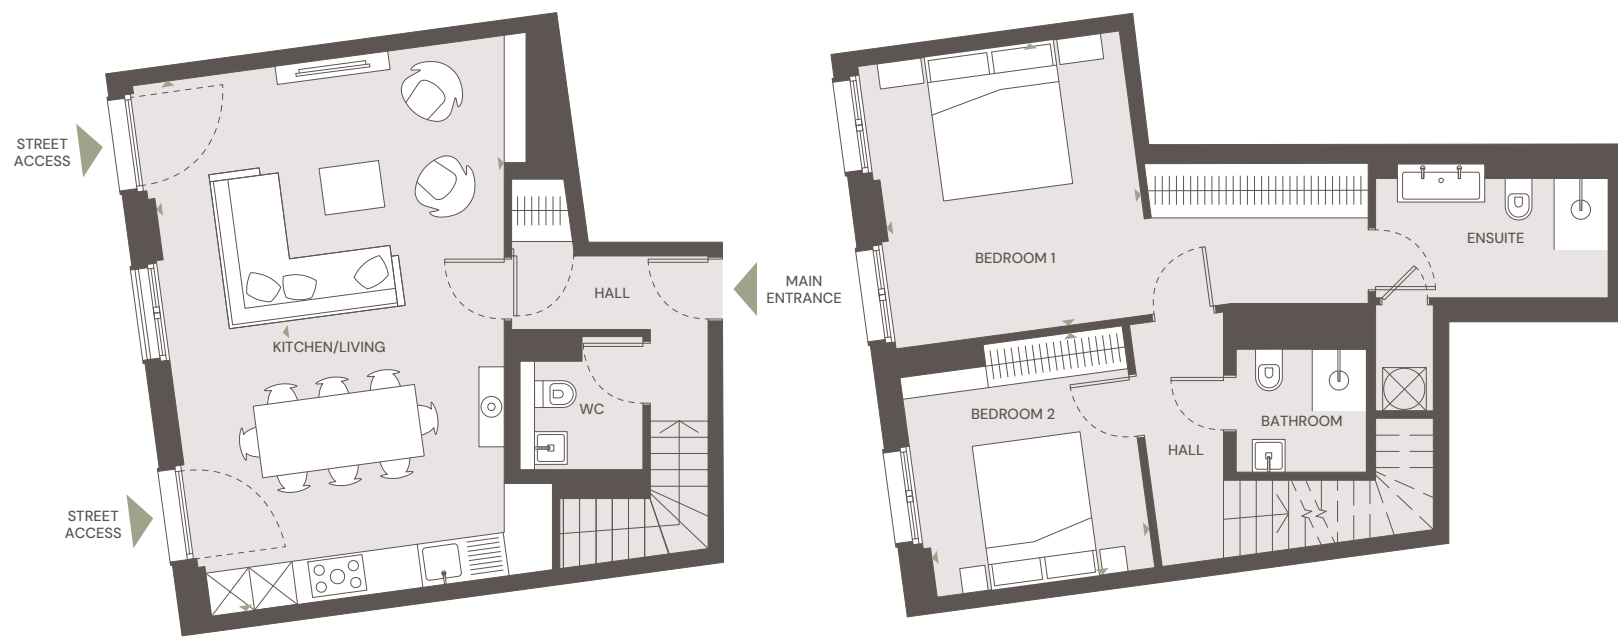 STREET
ACCESS
HALL
MAIN
ENTRANCE
KITCHEN/LIVING
WC
STREET
ACCESS
BEDROOM 1
ENSUITE
BEDROOM 2
BATHROOM
HALL